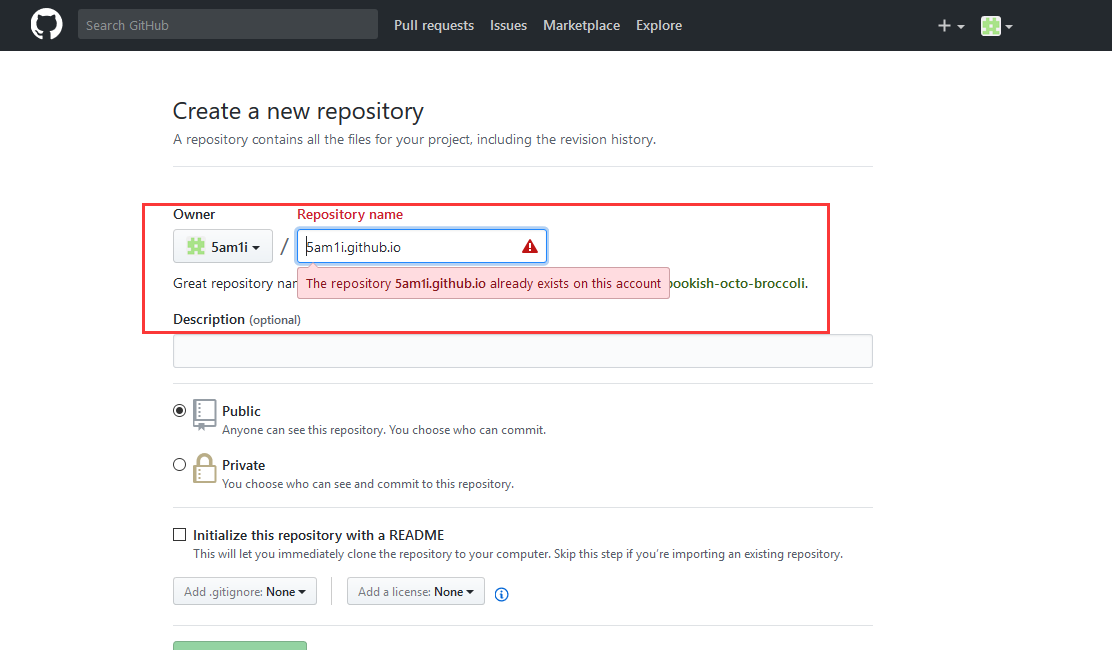 Search GitHub Pull requests Issues Marketplace Explore
Create a new repository
A repository contains all the files for your project, including the revision history.
Owner Repository name
5am1i / 5am1i.github.io
Great repository The repository 5am1i.github.io already exists on this account ookish-octo-broccoli.
Description (optional)
Public
Anyone can see this repository. You choose who can commit.
Private
You choose who can see and commit to this repository.
Initialize this repository with a README
This will let you immediately clone the repository to your computer. Skip this step if you’re importing an existing repository.
Add .gitignore: None Add a license: None